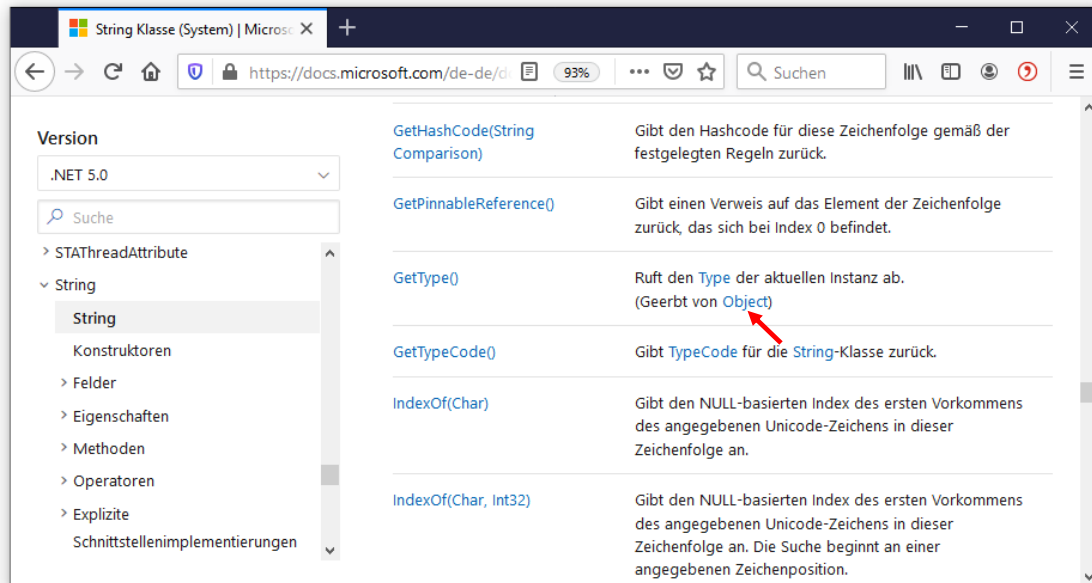 String Klasse (System) | Microsc
https://docs.microsoft.com/de-de/d
93%
Suchen
Version
.NET 5.0
Suche
STAThreadAttribute
String
String
Konstruktoren
Felder
Eigenschaften
Methoden
Operatoren
Explizite
Schnittstellenimplementierungen
GetHashCode(String
Comparison)
Gibt den Hashcode für diese Zeichenfolge gemäß der
festgelegten Regeln zurück.
GetPinnableReference()
Gibt einen Verweis auf das Element der Zeichenfolge
zurück, das sich bei Index 0 befindet.
GetType()
Ruft den Type der aktuellen Instanz ab.
(Geerbt von Object)
GetTypeCode()
Gibt TypeCode für die String-Klasse zurück.
IndexOf(Char)
Gibt den NULL-basierten Index des ersten Vorkommens
des angegebenen Unicode-Zeichens in dieser
Zeichenfolge an.
IndexOf(Char, Int32)
Gibt den NULL-basierten Index des ersten Vorkommens
des angegebenen Unicode-Zeichens in dieser
Zeichenfolge an. Die Suche beginnt an einer
angegebenen Zeichenposition.